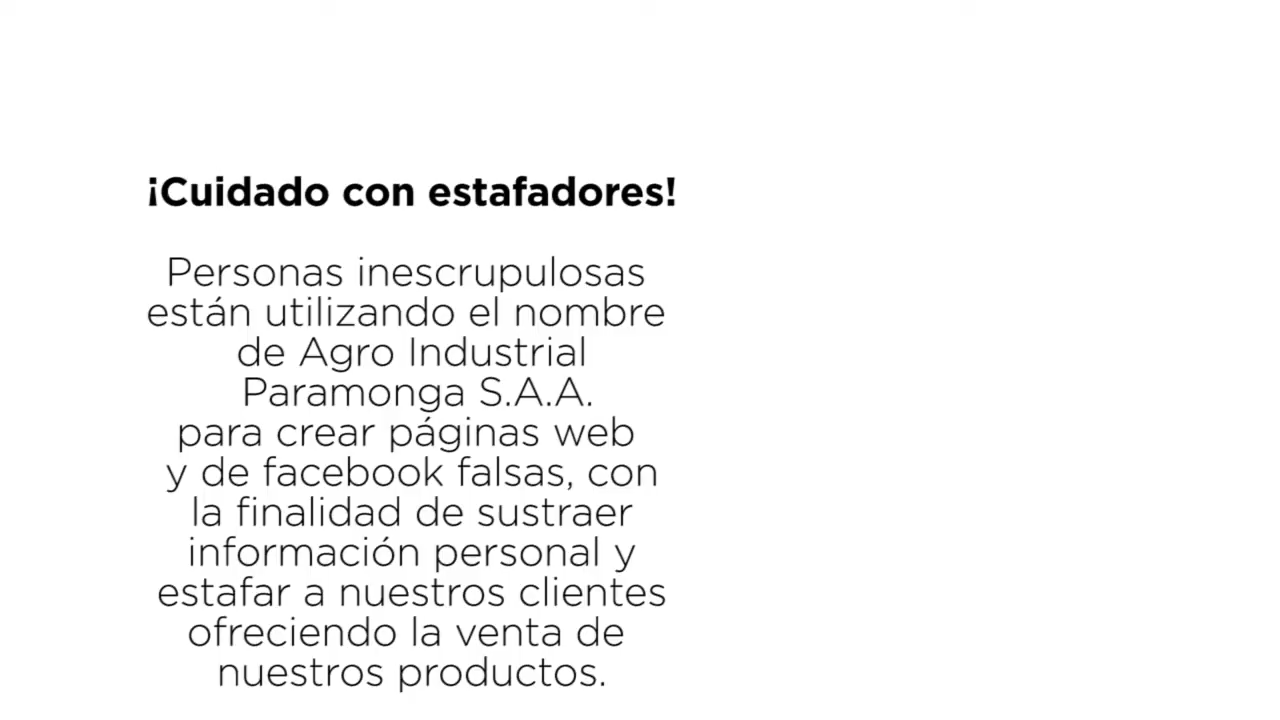 ¡Cuidado con estafadores!
Personas inescrupulosas
están utilizando el nombre
de Agro Industrial
Paramonga S.A.A.
para crear páginas web
y de facebook falsas, con
la finalidad de sustraer
información personal y
estafar a nuestros clientes
ofreciendo la venta de
nuestros productos.